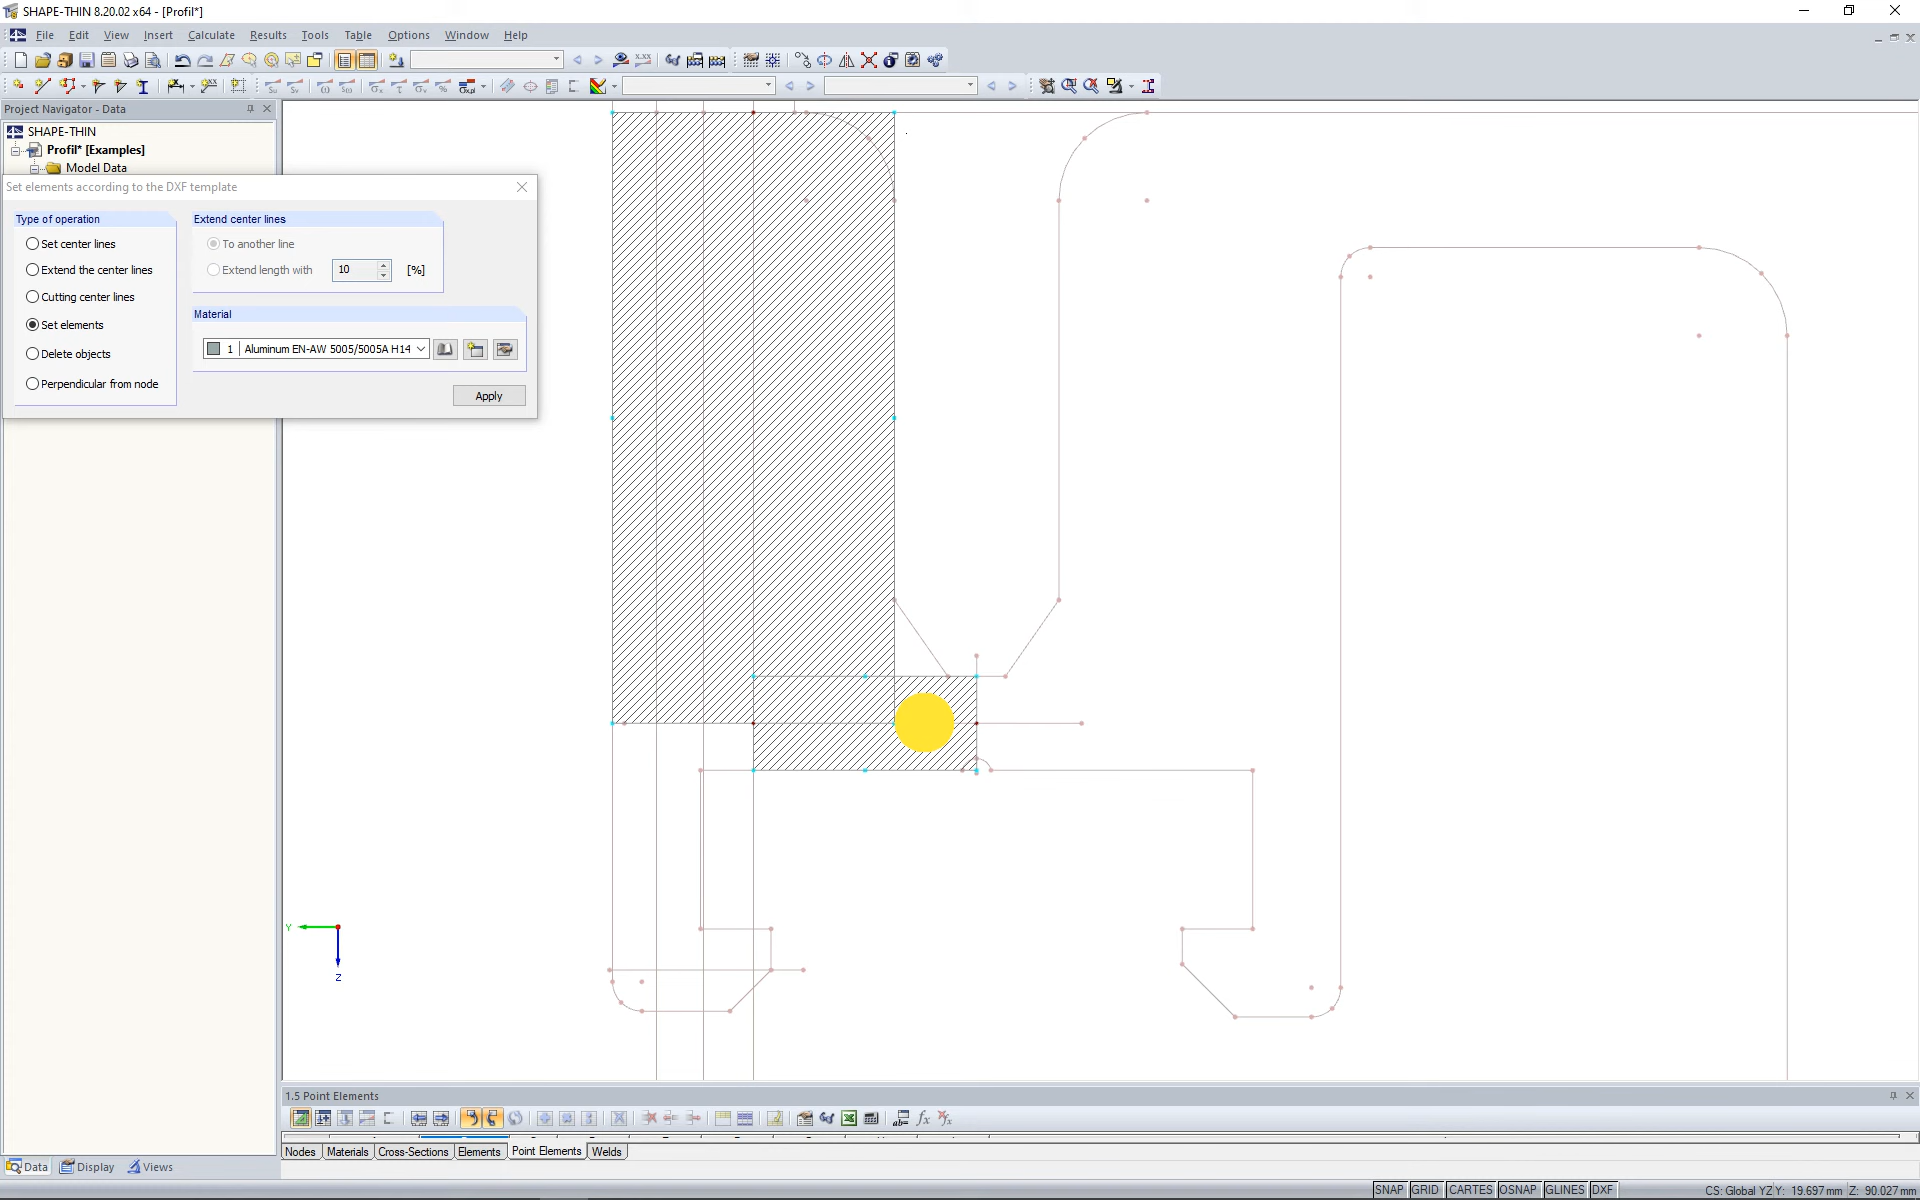 SHAPE-THIN 8.20.02 x64 - [Profil*]
File Edit View Insert Calculate Results Tools Table Options Window Help
Project Navigator - Data
SHAPE-THIN
Profil* [Examples]
Model Data
Set elements according to the DXF template
Type of operation
Set center lines
Extend the center lines
Cutting center lines
Set elements
Delete objects
Perpendicular from node
Extend center lines
To another line
Extend length with 10 [%]
Material
1 Aluminum EN-AW 5005/5005A H14
Apply
Y
Z
1.5 Point Elements
Nodes Materials Cross-Sections Elements Point Elements Welds
Data Display Views
SNAP GRID CARTES OSNAP GLINES DXF CS: Global YZ Y: 19.697 mm Z: 90.027 mm